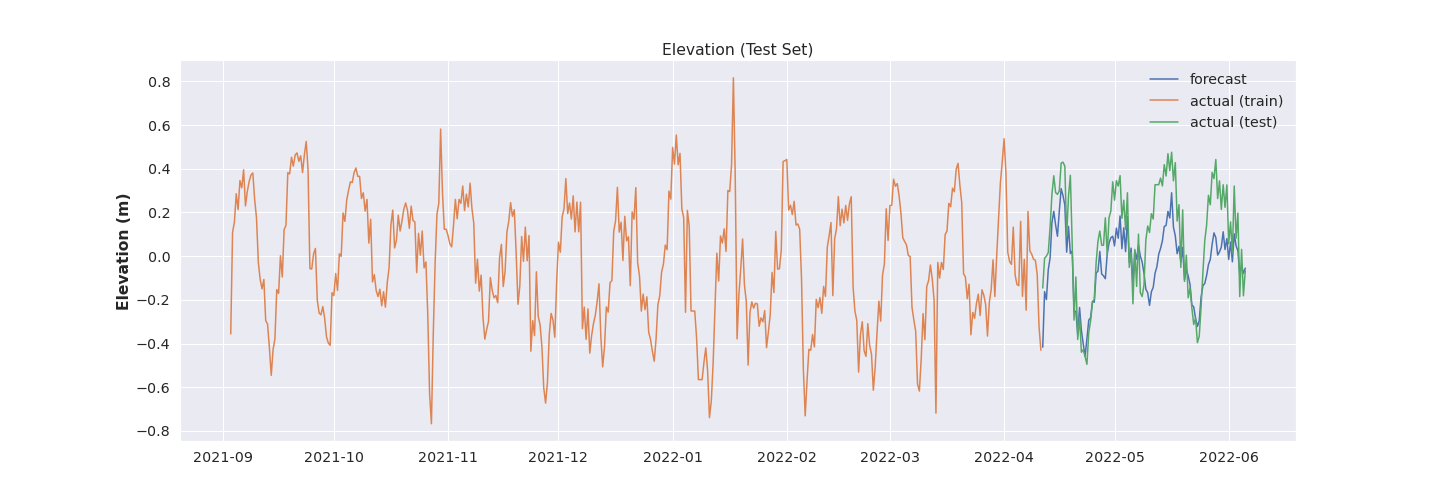 Elevation (Test Set)
forecast
actual (train)
actual (test)
Elevation (m)
0.8
0.6
0.4
0.2
0.0
−0.2
−0.4
−0.6
−0.8
2021-09 2021-10 2021-11 2021-12 2022-01 2022-02 2022-03 2022-04 2022-05 2022-06